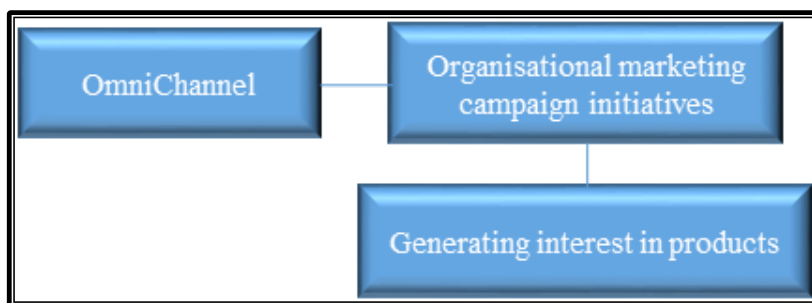 OmniChannel
Organisational marketing
campaign initiatives
Generating interest in products